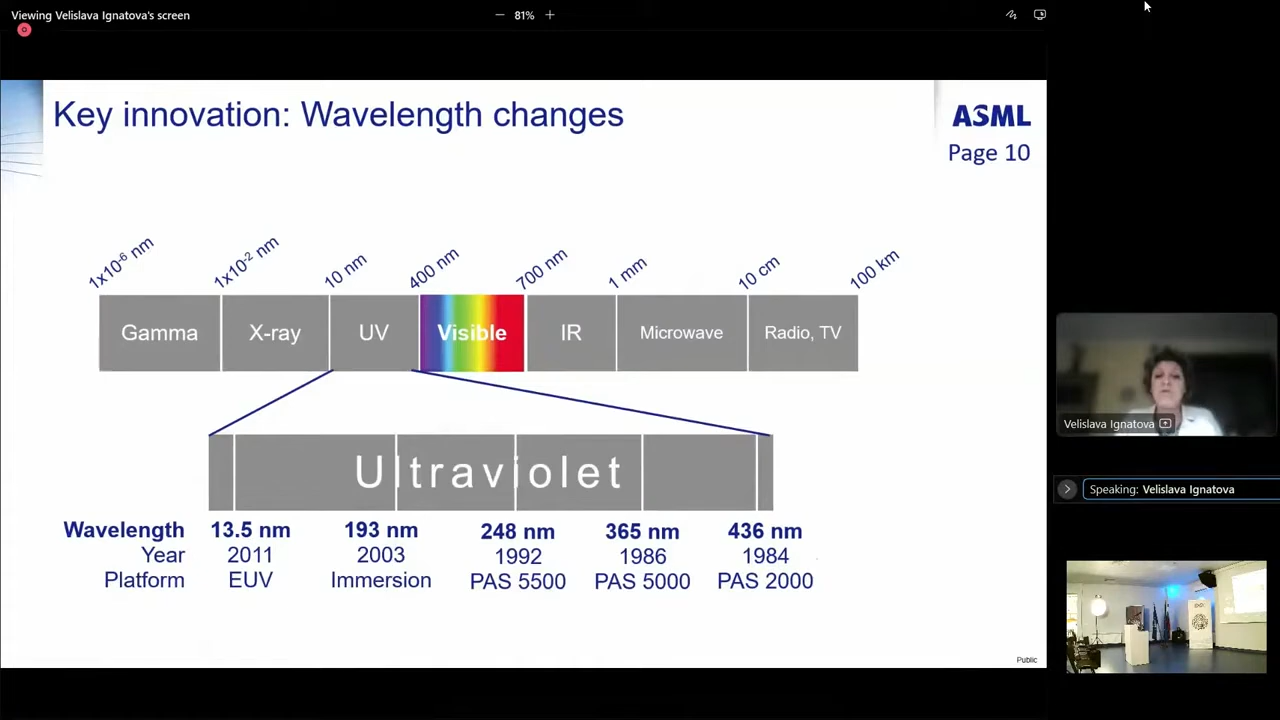 Viewing Velislava Ignatova's screen
81%
Key innovation: Wavelength changes
ASML
Page 10
1x10⁻⁶ nm
1x10⁻² nm
10 nm
400 nm
700 nm
1 mm
10 cm
100 km
Gamma
X-ray
UV
Visible
IR
Microwave
Radio, TV
Ultraviolet
Wavelength 13.5 nm 193 nm 248 nm 365 nm 436 nm
Year 2011 2003 1992 1986 1984
Platform EUV Immersion PAS 5500 PAS 5000 PAS 2000
Public
Velislava Ignatova
Speaking: Velislava Ignatova